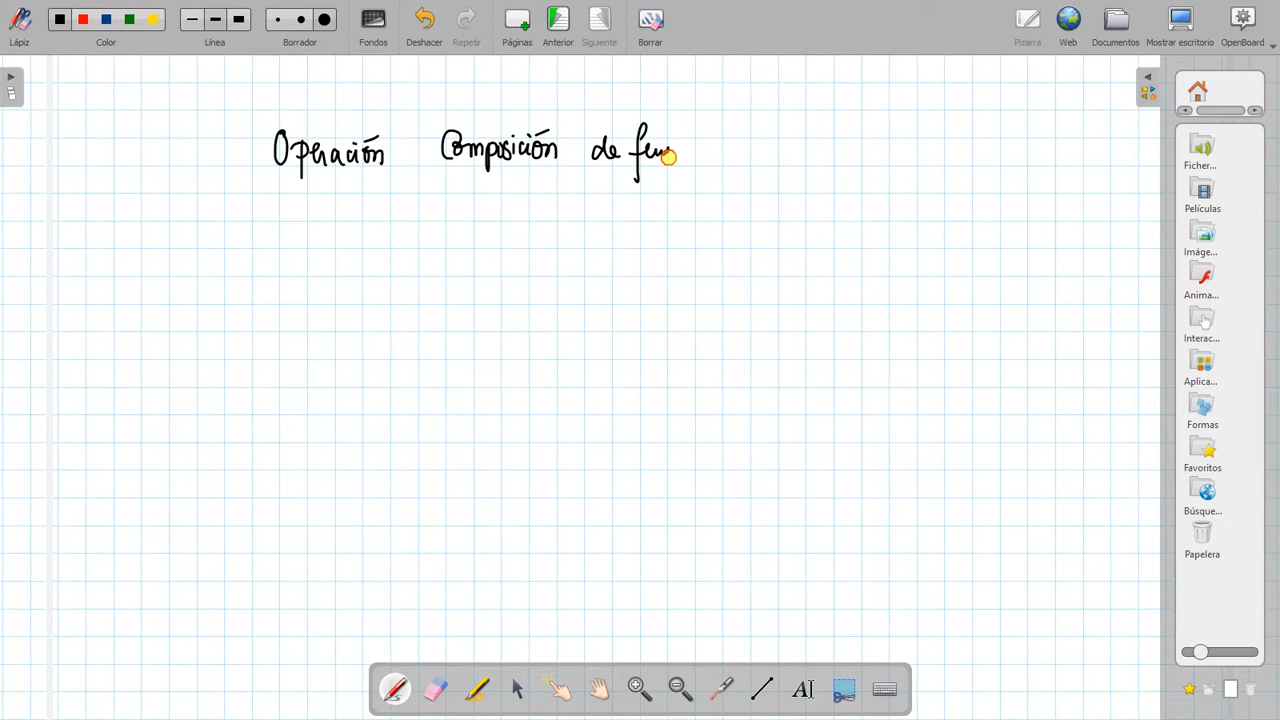 Lápiz Color Línea Borrador Fondos Deshacer Repetir Páginas Anterior Siguiente Borrar Pizarra Web Documentos Mostrar escritorio OpenBoard
Operación Composición de fun
Ficher...
Películas
Imáge...
Anima...
Interac...
Aplica...
Formas
Favoritos
Búsque...
Papelera